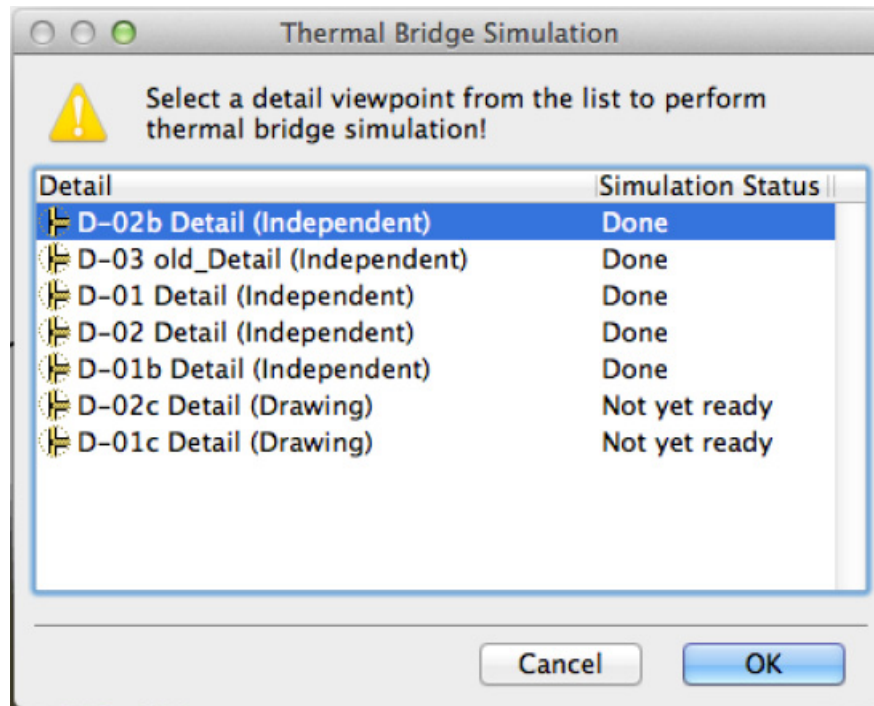 Thermal Bridge Simulation
Select a detail viewpoint from the list to perform
thermal bridge simulation!
Detail Simulation Status
D-02b Detail (Independent) Done
D-03 old_Detail (Independent) Done
D-01 Detail (Independent) Done
D-02 Detail (Independent) Done
D-01b Detail (Independent) Done
D-02c Detail (Drawing) Not yet ready
D-01c Detail (Drawing) Not yet ready
Cancel OK